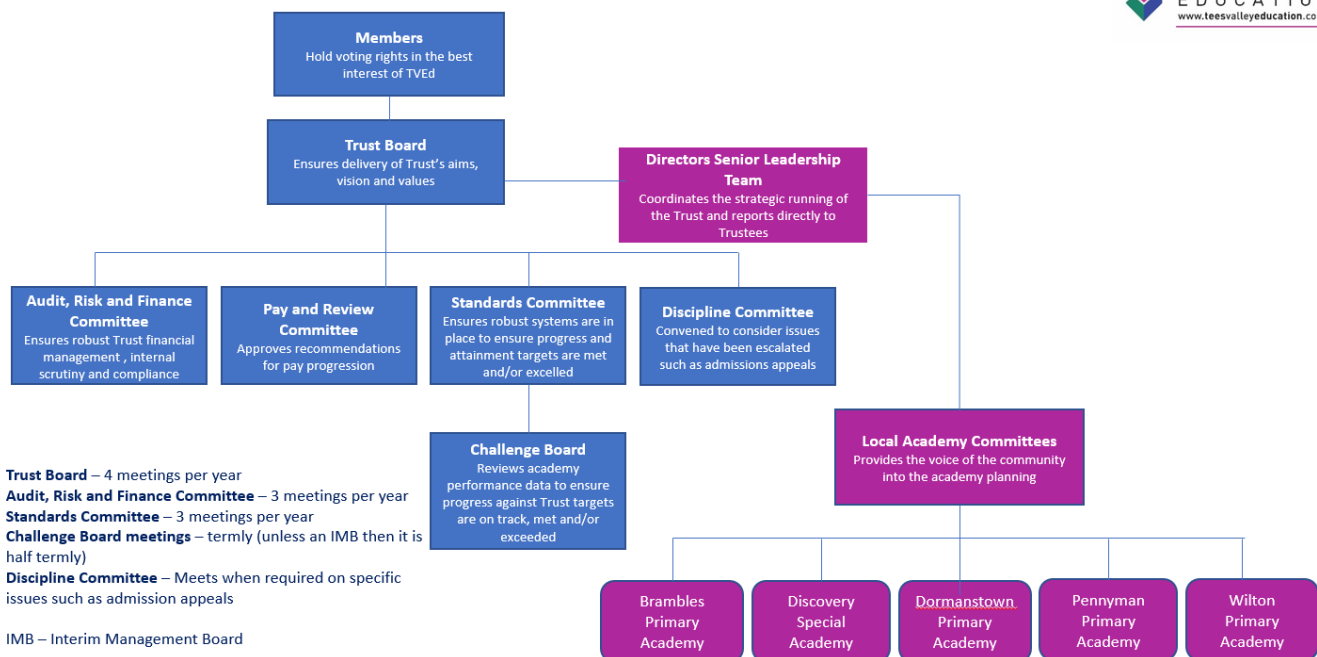 EDUCATIO
www.teesvalleyeducation.co
Members
Hold voting rights in the best
interest of TVEd
Trust Board
Ensures delivery of Trust's aims,
vision and values
Directors Senior Leadership
Team
Coordinates the strategic running of
the Trust and reports directly to
Trustees
Audit, Risk and Finance
Committee
Ensures robust Trust financial
management , internal
scrutiny and compliance
Pay and Review
Committee
Approves recommendations
for pay progression
Standards Committee
Ensures robust systems are in
place to ensure progress and
attainment targets are met
and/or excelled
Discipline Committee
Convened to consider issues
that have been escalated
such as admissions appeals
Challenge Board
Reviews academy
performance data to ensure
progress against Trust targets
are on track, met and/or
exceeded
Local Academy Committees
Provides the voice of the community
into the academy planning
Trust Board – 4 meetings per year
Audit, Risk and Finance Committee – 3 meetings per year
Standards Committee – 3 meetings per year
Challenge Board meetings – termly (unless an IMB then it is
half termly)
Discipline Committee – Meets when required on specific
issues such as admission appeals
IMB – Interim Management Board
Brambles
Primary
Academy
Discovery
Special
Academy
Dormanstown
Primary
Academy
Pennyman
Primary
Academy
Wilton
Primary
Academy